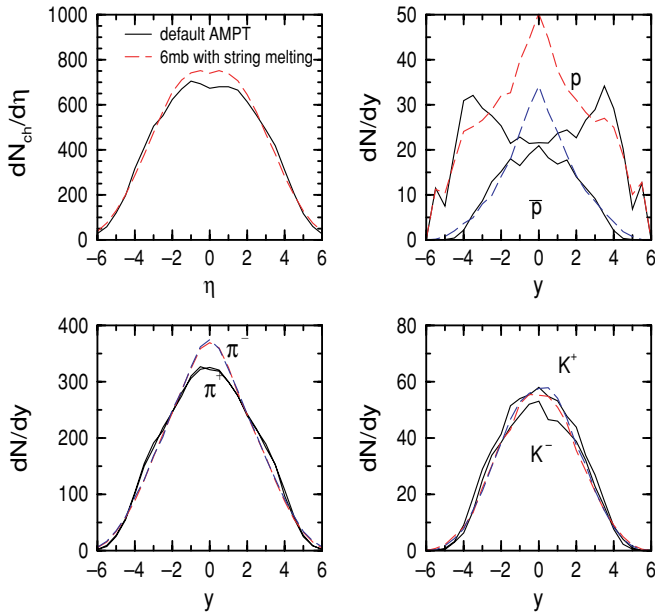 1000
800
600
400
200
0
dN_ch/dη
default AMPT
6mb with string melting
−6 −4 −2 0 2 4 6
η
50
40
30
20
10
0
dN/dy
p
p̅
−6 −4 −2 0 2 4 6
y
400
300
200
100
0
dN/dy
π⁻
π⁺
−6 −4 −2 0 2 4 6
y
80
60
40
20
0
dN/dy
K⁺
K⁻
−6 −4 −2 0 2 4 6
y